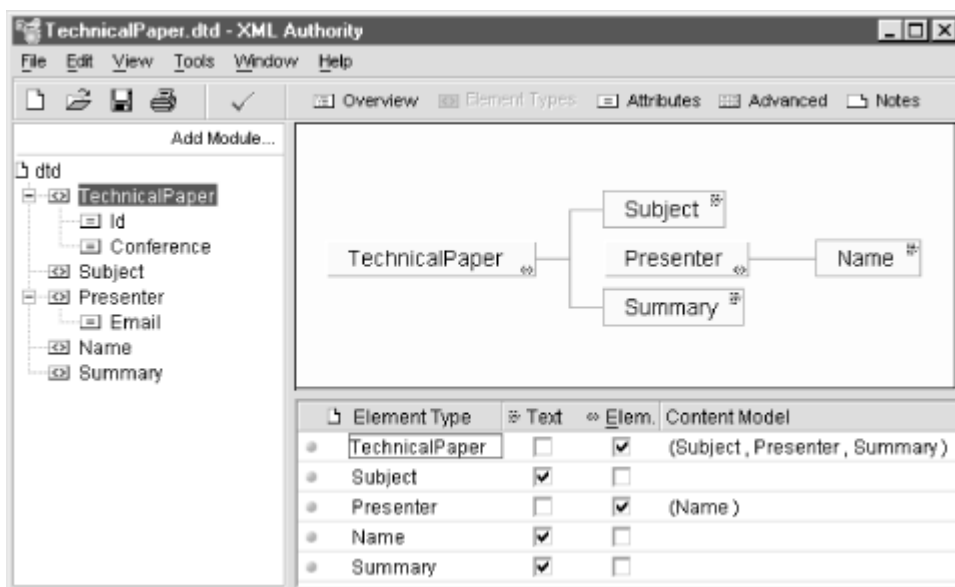 TechnicalPaper.dtd - XML Authority
File Edit View Tools Window Help
Overview Element Types Attributes Advanced Notes
Add Module...
dtd
TechnicalPaper
Id
Conference
Subject
Presenter
Email
Name
Summary
Subject
TechnicalPaper Presenter Name
Summary
Element Type Text Elem. Content Model
TechnicalPaper (Subject , Presenter , Summary )
Subject
Presenter (Name )
Name
Summary